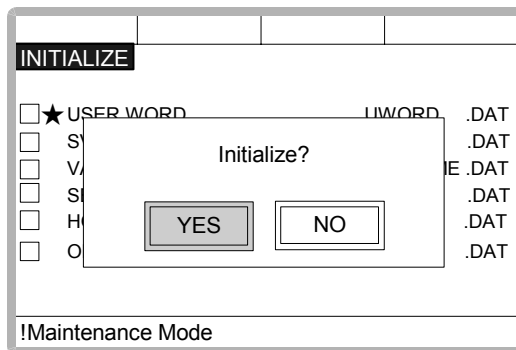 INITIALIZE
★ USER WORD UWORD .DAT
.DAT
.DAT
.DAT
.DAT
.DAT
Initialize?
YES NO
!Maintenance Mode